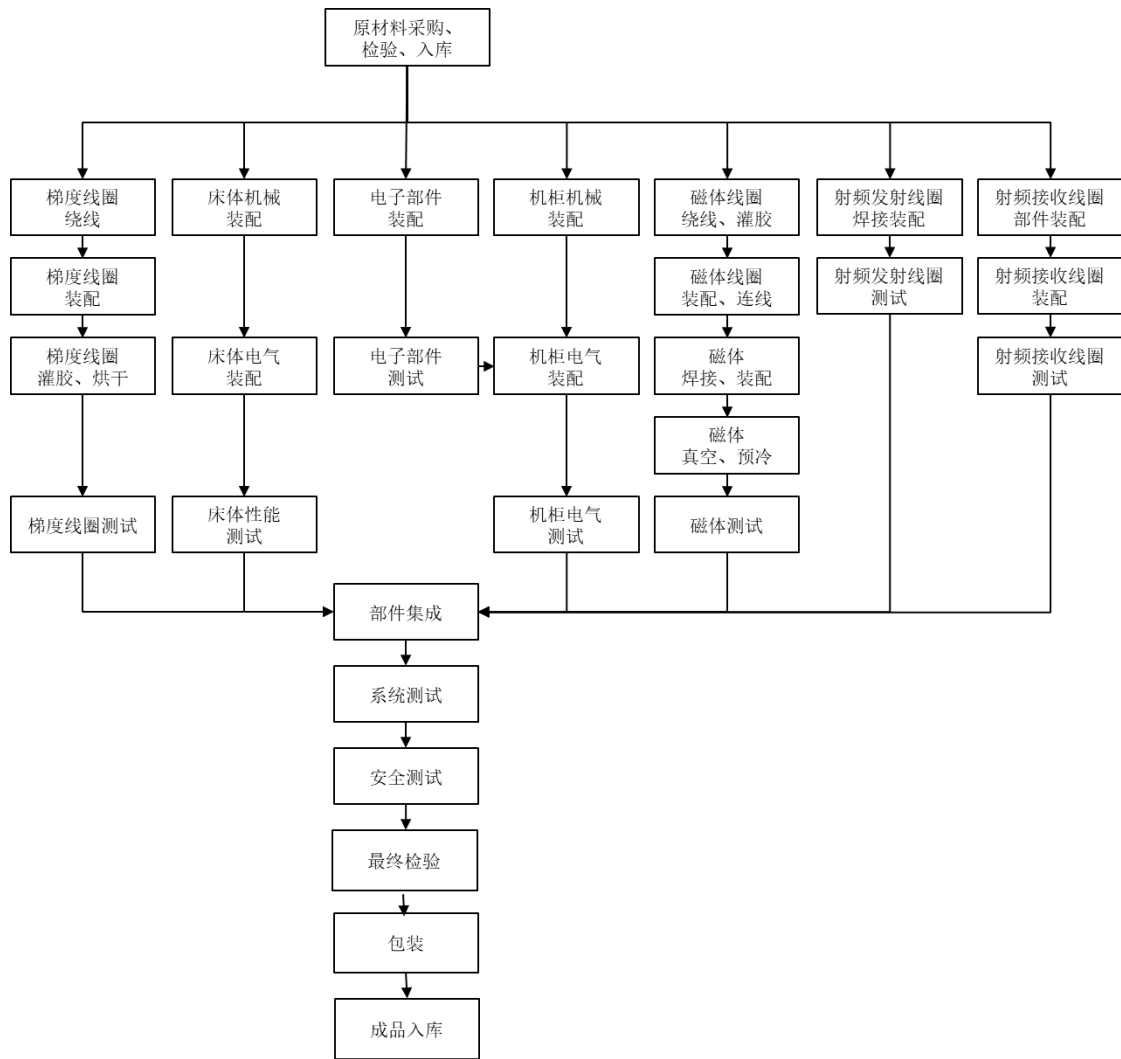 原材料采购、
检验、入库
梯度线圈
绕线
床体机械
装配
电子部件
装配
机柜机械
装配
磁体线圈
绕线、灌胶
射频发射线圈
焊接装配
射频接收线圈
部件装配
梯度线圈
装配
磁体线圈
装配、连线
射频发射线圈
测试
射频接收线圈
装配
梯度线圈
灌胶、烘干
床体电气
装配
电子部件
测试
机柜电气
装配
磁体
焊接、装配
射频接收线圈
测试
磁体
真空、预冷
梯度线圈测试
床体性能
测试
机柜电气
测试
磁体测试
部件集成
系统测试
安全测试
最终检验
包装
成品入库